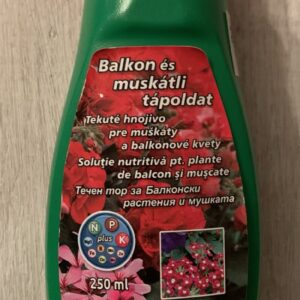 Balkon és
muskátli
tápoldat
Tekuté hnojivo
pre muškáty
a balkónové kvety
Soluție nutritivă pt. plante
de balcon și mușcate
Течен тор за Балконски
растения и мушката
N P K
plus
250 ml